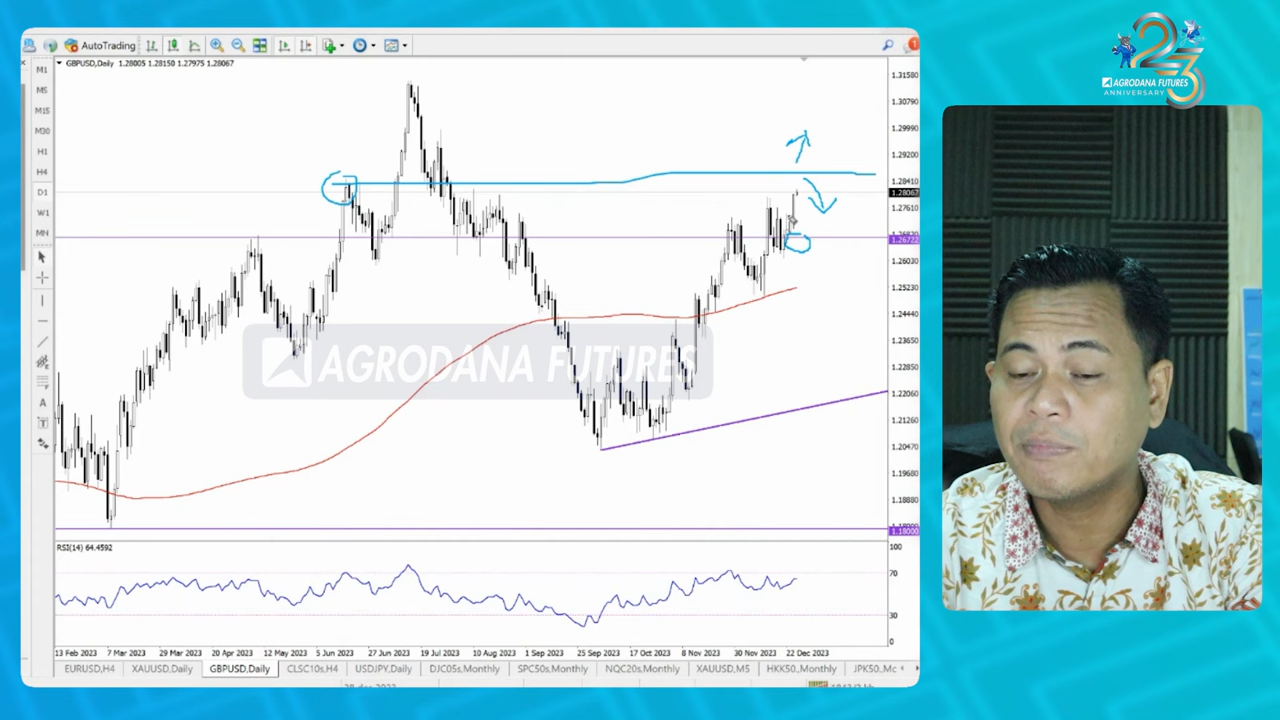 23
AGRODANA FUTURES
ANNIVERSARY
AutoTrading
1
GBPUSD,Daily 1.28005 1.28150 1.27975 1.28067
M1
M5
M15
M30
H1
H4
D1
W1
MN
A
T
1.31580
1.30790
1.29990
1.29200
1.28410
1.28067
1.27610
1.26722
1.26030
1.25230
1.24440
1.23650
1.22850
1.22060
1.21260
1.20470
1.19680
1.18880
1.18000
AGRODANA FUTURES
RSI(14) 64.4592
100
70
30
0
13 Feb 2023 7 Mar 2023 29 Mar 2023 20 Apr 2023 12 May 2023 5 Jun 2023 27 Jun 2023 19 Jul 2023 10 Aug 2023 1 Sep 2023 25 Sep 2023 17 Oct 2023 8 Nov 2023 30 Nov 2023 22 Dec 2023
EURUSD,H4 XAUUSD,Daily GBPUSD,Daily CLSC10s,H4 USDJPY,Daily DJC05s,Monthly SPC50s,Monthly NQC20s,Monthly XAUUSD,M5 HKK50,Monthly JPK50,Mc